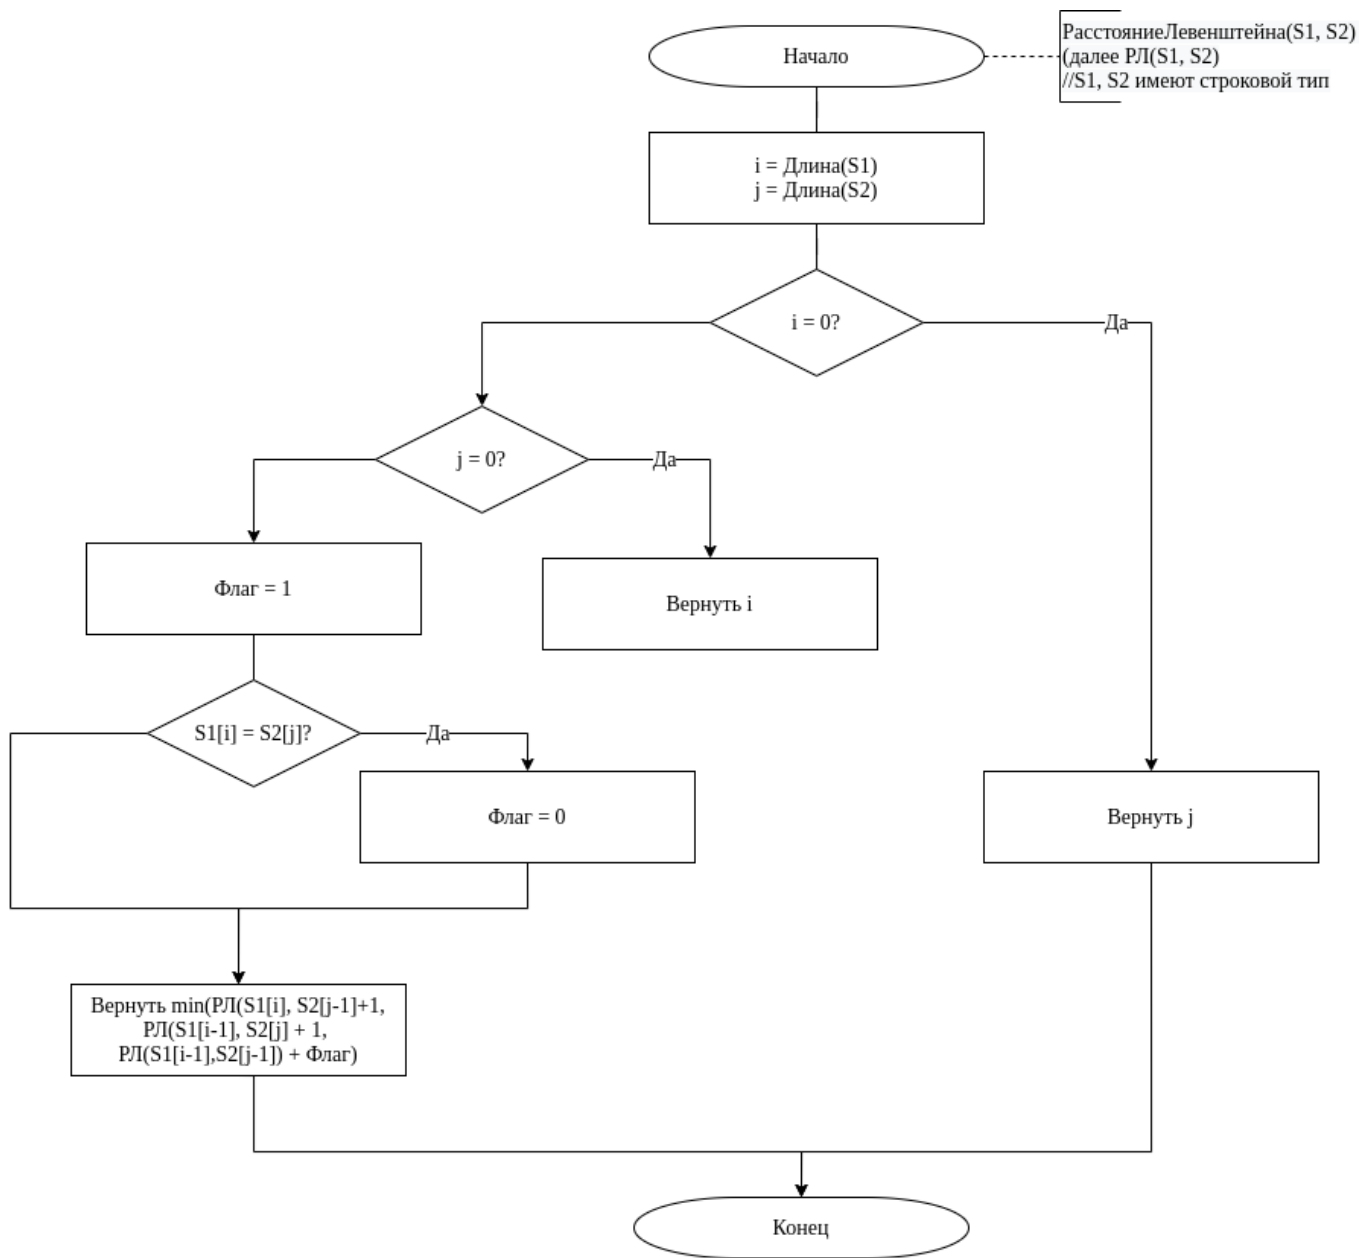 Начало
РасстояниеЛевенштейна(S1, S2)
(далее РЛ(S1, S2)
//S1, S2 имеют строковой тип
i = Длина(S1)
j = Длина(S2)
i = 0?
Да
j = 0?
Да
Флаг = 1
Вернуть i
S1[i] = S2[j]?
Да
Флаг = 0
Вернуть j
Вернуть min(РЛ(S1[i], S2[j-1]+1,
РЛ(S1[i-1], S2[j] + 1,
РЛ(S1[i-1],S2[j-1]) + Флаг)
Конец